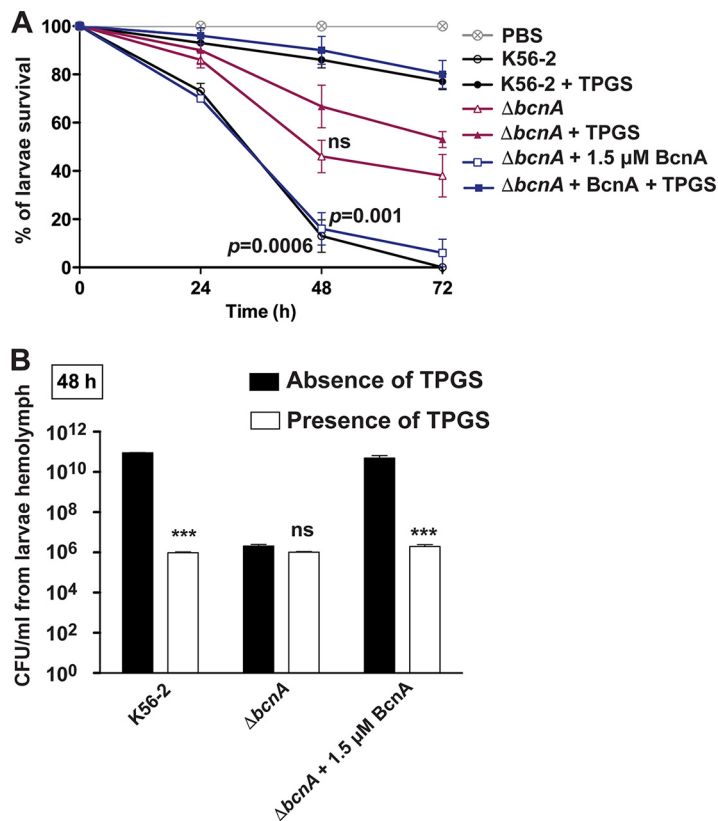 A
% of larvae survival
100
80
60
40
20
0
0 24 48 72
Time (h)
ns
p=0.001
p=0.0006
PBS
K56-2
K56-2 + TPGS
ΔbcnA
ΔbcnA + TPGS
ΔbcnA + 1.5 µM BcnA
ΔbcnA + BcnA + TPGS
B
48 h
Absence of TPGS
Presence of TPGS
CFU/ml from larvae hemolymph
10¹²
10¹⁰
10⁸
10⁶
10⁴
10²
10⁰
***
ns
***
K56-2
ΔbcnA
ΔbcnA + 1.5 µM BcnA